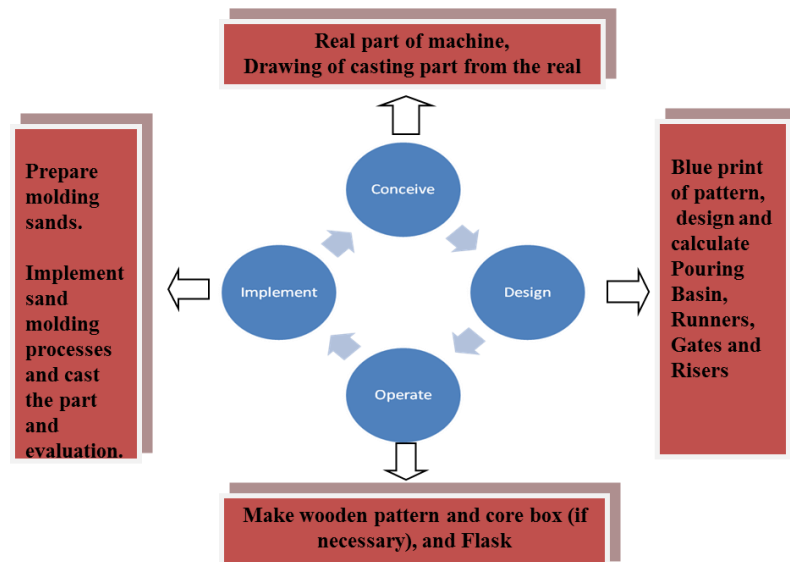 Real part of machine,
Drawing of casting part from the real
Conceive
Prepare
molding
sands.
Implement
sand
molding
processes
and cast
the part
and
evaluation.
Implement
Design
Blue print
of pattern,
design and
calculate
Pouring
Basin,
Runners,
Gates and
Risers
Operate
Make wooden pattern and core box (if
necessary), and Flask